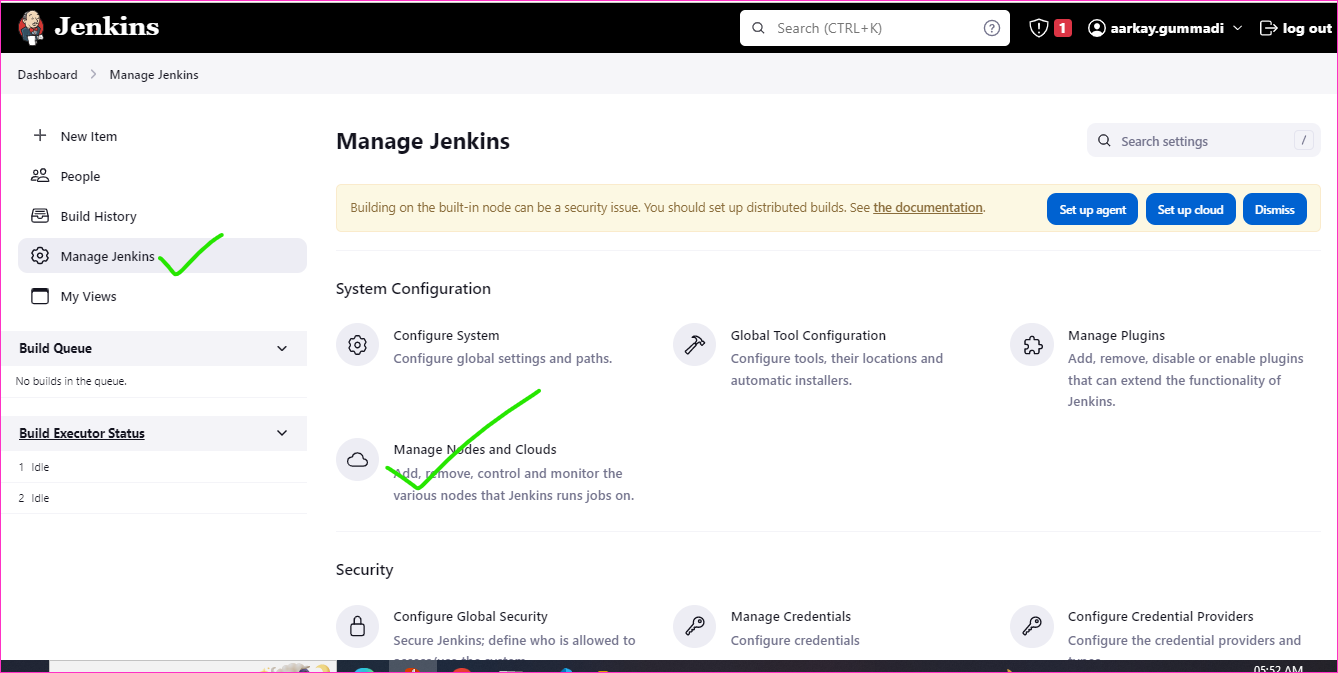 Jenkins
Search (CTRL+K)
?
1
aarkay.gummadi
log out
Dashboard > Manage Jenkins
New Item
People
Build History
Manage Jenkins
My Views
Build Queue
No builds in the queue.
Build Executor Status
1 Idle
2 Idle
Manage Jenkins
Search settings
/
Building on the built-in node can be a security issue. You should set up distributed builds. See the documentation.
Set up agent
Set up cloud
Dismiss
System Configuration
Configure System
Configure global settings and paths.
Global Tool Configuration
Configure tools, their locations and
automatic installers.
Manage Plugins
Add, remove, disable or enable plugins
that can extend the functionality of
Jenkins.
Manage Nodes and Clouds
Add, remove, control and monitor the
various nodes that Jenkins runs jobs on.
Security
Configure Global Security
Secure Jenkins; define who is allowed to
access/use the system.
Manage Credentials
Configure credentials
Configure Credential Providers
Configure the credential providers and
types
05:52 AM